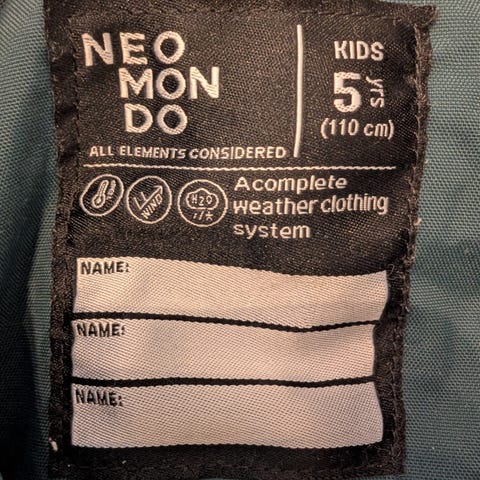 NEO
MON
DO
ALL ELEMENTS CONSIDERED
KIDS
5 yrs
(110 cm)
WIND
H2O
A complete
weather clothing
system
NAME:
NAME:
NAME: